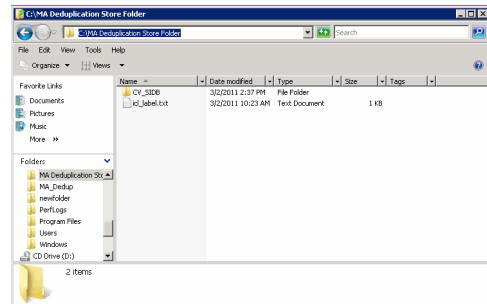 C:\MA Deduplication Store Folder
C:\MA Deduplication Store Folder
Search
File Edit View Tools Help
Organize Views
Favorite Links
Documents
Pictures
Music
More »
Name Date modified Type Size Tags
CV_SIDB 3/2/2011 2:37 PM File Folder
icl_label.txt 3/2/2011 10:23 AM Text Document 1 KB
Folders
MA Deduplication Sto
MA_Dedup
newfolder
PerfLogs
Program Files
Users
Windows
CD Drive (D:)
2 items